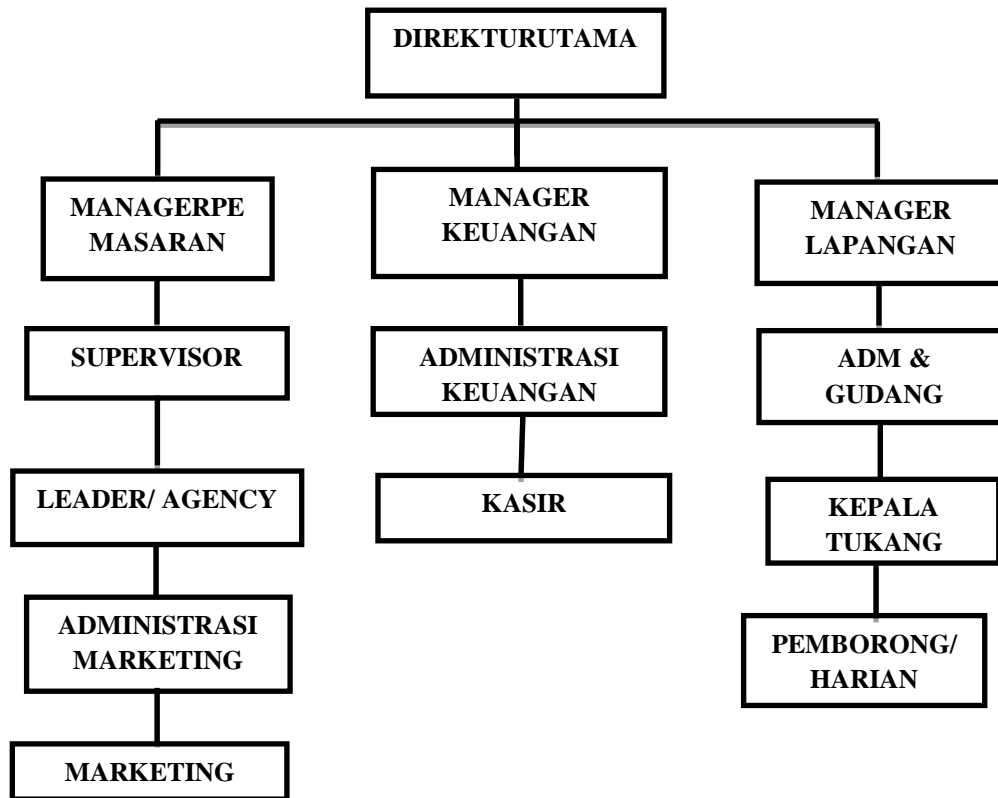 DIREKTURUTAMA
MANAGERPE
MASARAN
MANAGER
KEUANGAN
MANAGER
LAPANGAN
SUPERVISOR
ADMINISTRASI
KEUANGAN
ADM &
GUDANG
LEADER/ AGENCY
KASIR
KEPALA
TUKANG
ADMINISTRASI
MARKETING
PEMBORONG/
HARIAN
MARKETING